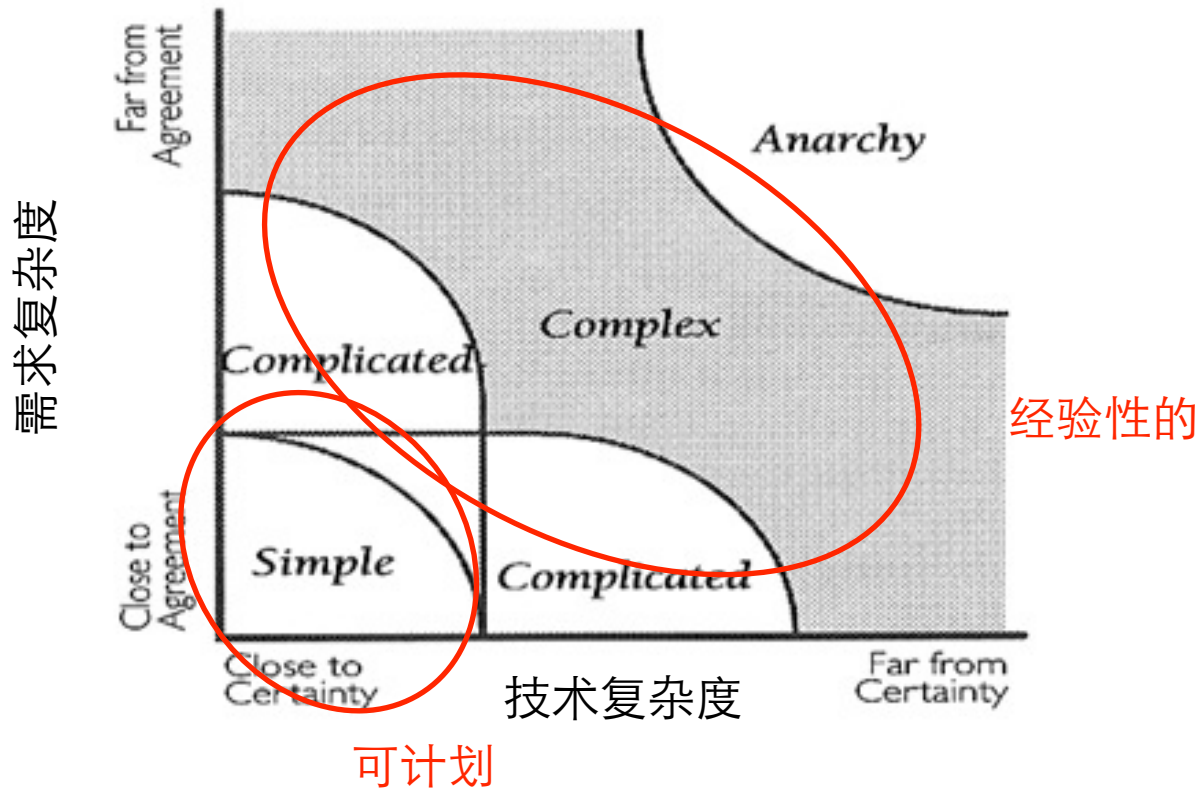 Far from
Agreement
Anarchy
需求复杂度
Complex
Complicated
经验性的
Close to
Agreement
Simple
Complicated
Close to
Certainty
技术复杂度
Far from
Certainty
可计划